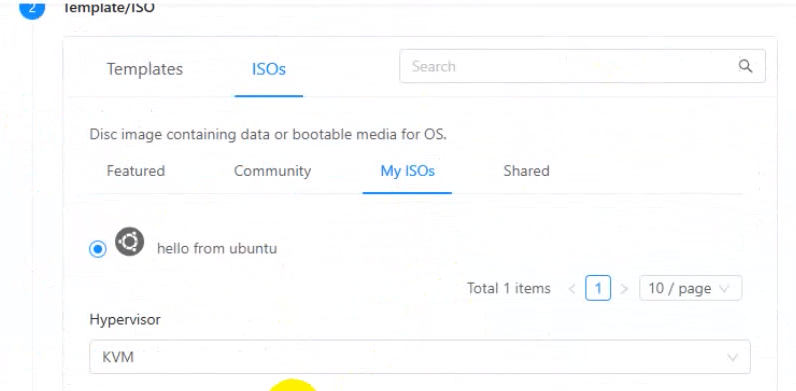 2 Template/ISO
Templates ISOs Search
Disc image containing data or bootable media for OS.
Featured Community My ISOs Shared
hello from ubuntu
Total 1 items < 1 > 10 / page
Hypervisor
KVM